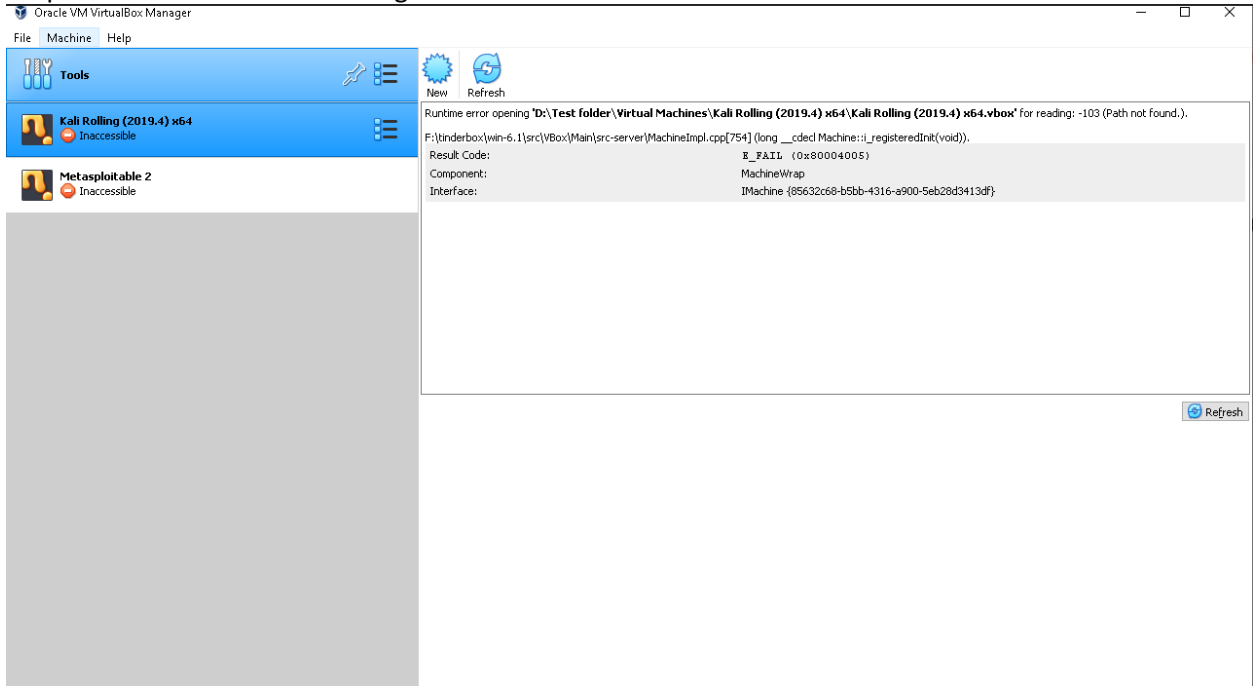 Oracle VM VirtualBox Manager
File Machine Help
Tools
New Refresh
Kali Rolling (2019.4) x64
Inaccessible
Metasploitable 2
Inaccessible
Runtime error opening 'D:\Test folder\Virtual Machines\Kali Rolling (2019.4) x64\Kali Rolling (2019.4) x64.vbox' for reading: -103 (Path not found.).
F:\tinderbox\win-6.1\src\VBox\Main\src-server\MachineImpl.cpp[754] (long __cdecl Machine::i_registeredInit(void)).
Result Code: E_FAIL (0x80004005)
Component: MachineWrap
Interface: IMachine {85632c68-b5bb-4316-a900-5eb28d3413df}
Refresh